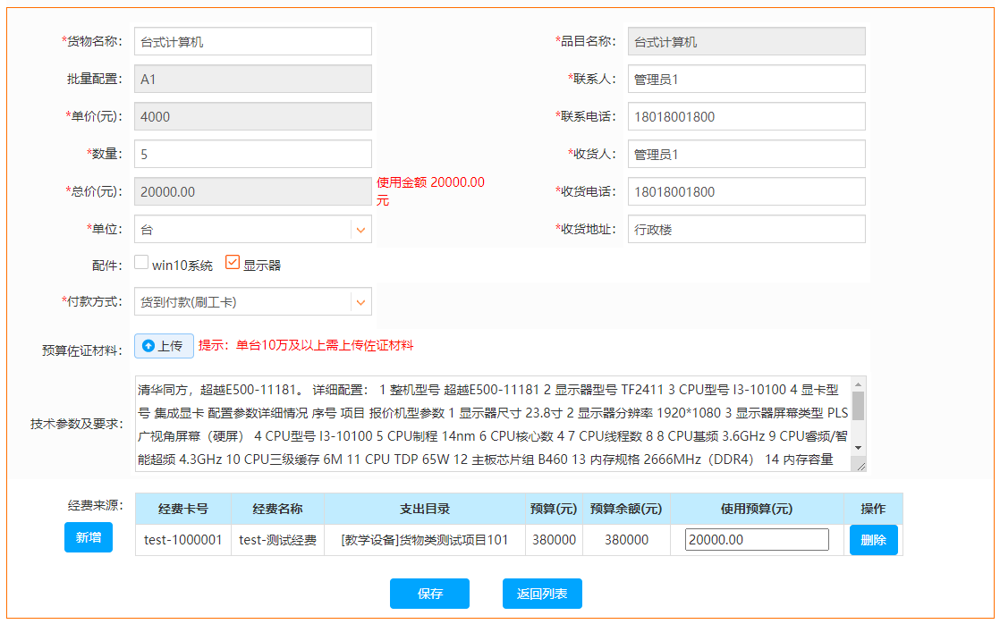 *货物名称: 台式计算机 *品目名称: 台式计算机
批量配置: A1 *联系人: 管理员1
*单价(元): 4000 *联系电话: 18018001800
*数量: 5 *收货人: 管理员1
*总价(元): 20000.00 使用金额 20000.00
元 *收货电话: 18018001800
*单位: 台 *收货地址: 行政楼
配件: win10系统 显示器
*付款方式: 货到付款(刷工卡)
预算佐证材料: 上传 提示：单台10万及以上需上传佐证材料
技术参数及要求:
清华同方，超越E500-11181。 详细配置： 1 整机型号 超越E500-11181 2 显示器型号 TF2411 3 CPU型号 I3-10100 4 显卡型
号 集成显卡 配置参数详细情况 序号 项目 报价机型参数 1 显示器尺寸 23.8寸 2 显示器分辨率 1920*1080 3 显示器屏幕类型 PLS
广视角屏幕（硬屏） 4 CPU型号 I3-10100 5 CPU制程 14nm 6 CPU核心数 4 7 CPU线程数 8 8 CPU基频 3.6GHz 9 CPU睿频/智
能超频 4.3GHz 10 CPU三级缓存 6M 11 CPU TDP 65W 12 主板芯片组 B460 13 内存规格 2666MHz（DDR4） 14 内存容量
经费来源:
新增
经费卡号 经费名称 支出目录 预算(元) 预算余额(元) 使用预算(元) 操作
test-1000001 test-测试经费 [教学设备]货物类测试项目101 380000 380000 20000.00 删除
保存 返回列表